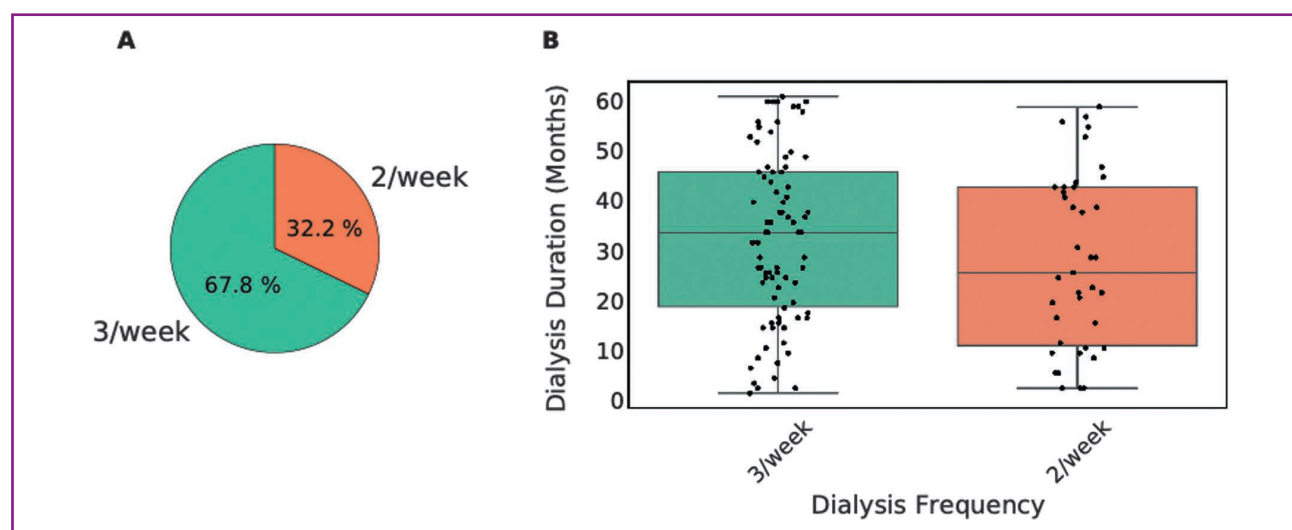 A
2/week
32.2 %
67.8 %
3/week
B
Dialysis Duration (Months)
60
50
40
30
20
10
0
3/week
2/week
Dialysis Frequency